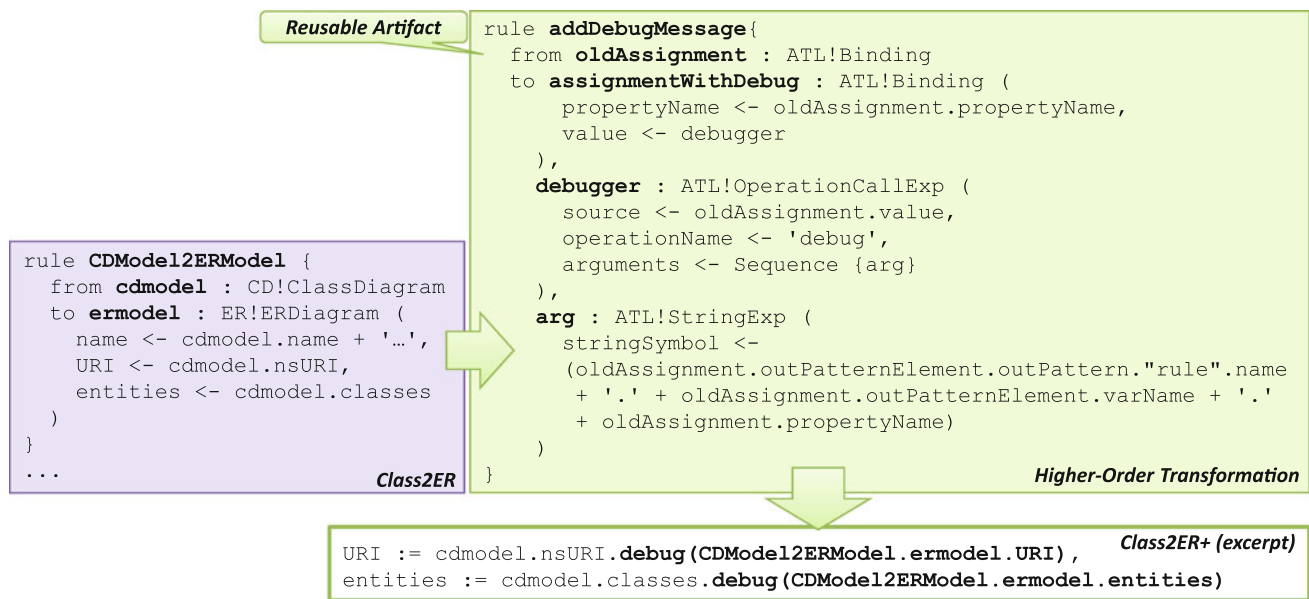 Reusable Artifact
rule addDebugMessage{
from oldAssignment : ATL!Binding
to assignmentWithDebug : ATL!Binding (
propertyName <- oldAssignment.propertyName,
value <- debugger
),
debugger : ATL!OperationCallExp (
source <- oldAssignment.value,
operationName <- 'debug',
arguments <- Sequence {arg}
),
arg : ATL!StringExp (
stringSymbol <-
(oldAssignment.outPatternElement.outPattern."rule".name
+ '.' + oldAssignment.outPatternElement.varName + '.'
+ oldAssignment.propertyName)
)
}
Higher-Order Transformation
rule CDModel2ERModel {
from cdmodel : CD!ClassDiagram
to ermodel : ER!ERDiagram (
name <- cdmodel.name + '…',
URI <- cdmodel.nsURI,
entities <- cdmodel.classes
)
}
...
Class2ER
Class2ER+ (excerpt)
URI := cdmodel.nsURI.debug(CDModel2ERModel.ermodel.URI),
entities := cdmodel.classes.debug(CDModel2ERModel.ermodel.entities)